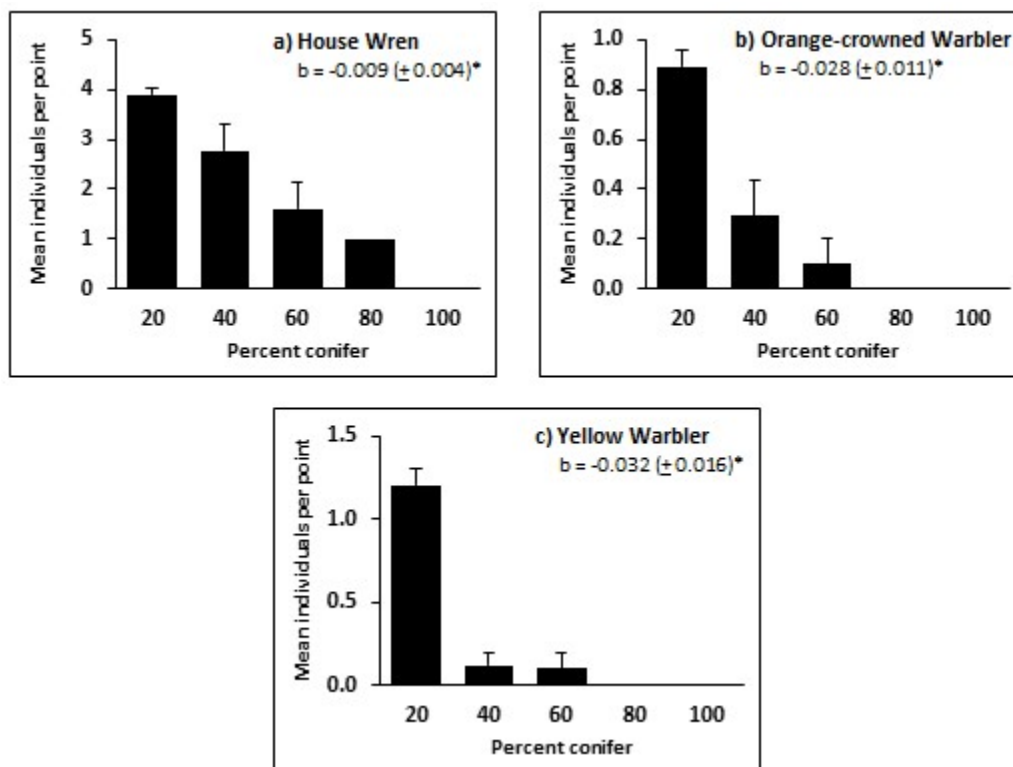 a) House Wren
b = -0.009 (± 0.004)*
Mean individuals per point
5
4
3
2
1
0
20 40 60 80 100
Percent conifer
b) Orange-crowned Warbler
b = -0.028 (± 0.011)*
Mean individuals per point
1.0
0.8
0.6
0.4
0.2
0.0
20 40 60 80 100
Percent conifer
c) Yellow Warbler
b = -0.032 (± 0.016)*
Mean individuals per point
1.5
1.0
0.5
0.0
20 40 60 80 100
Percent conifer